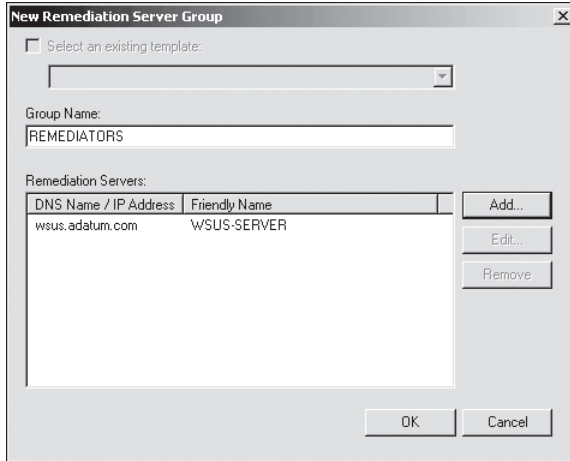 New Remediation Server Group
Select an existing template:
Group Name:
REMEDIATORS
Remediation Servers:
DNS Name / IP Address Friendly Name
wsus.adatum.com WSUS-SERVER
Add...
Edit...
Remove
OK Cancel